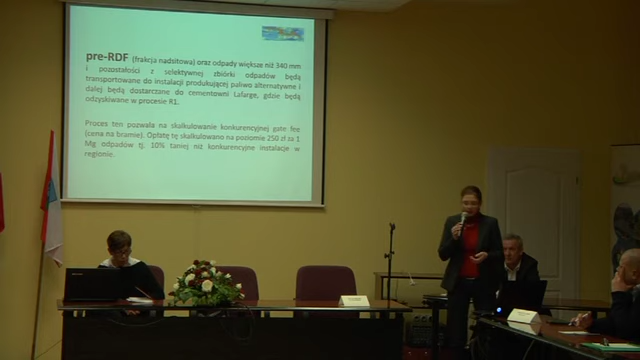 pre-RDF (frakcja nadsitowa) oraz odpady większe niż 340 mm
i pozostałości z selektywnej zbiórki odpadów będą
transportowane do instalacji produkującej paliwo alternatywne i
dalej będą dostarczane do cementowni Lafarge, gdzie będą
odzyskiwane w procesie R1.
Proces ten pozwala na skalkulowanie konkurencyjnej gate fee
(cena na bramie). Opłatę tę skalkulowano na poziomie 250 zł za 1
Mg odpadów tj. 10% taniej niż konkurencyjne instalacje w
regionie.